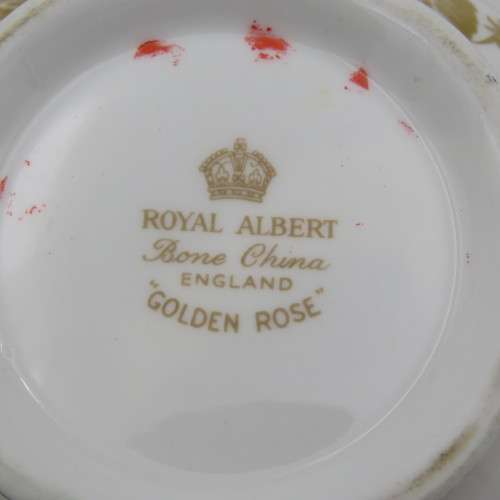 ROYAL ALBERT
Bone China
ENGLAND
"GOLDEN ROSE"